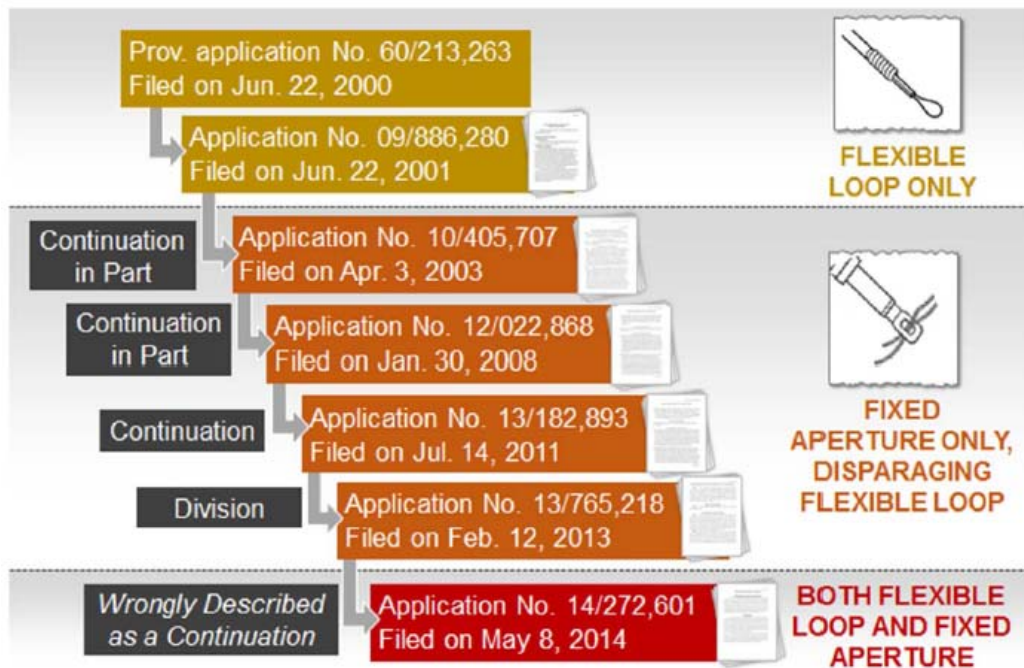 Prov. application No. 60/213,263
Filed on Jun. 22, 2000
Application No. 09/886,280
Filed on Jun. 22, 2001
FLEXIBLE
LOOP ONLY
Continuation
in Part
Application No. 10/405,707
Filed on Apr. 3, 2003
Continuation
in Part
Application No. 12/022,868
Filed on Jan. 30, 2008
Continuation
Application No. 13/182,893
Filed on Jul. 14, 2011
Division
Application No. 13/765,218
Filed on Feb. 12, 2013
FIXED
APERTURE ONLY,
DISPARAGING
FLEXIBLE LOOP
Wrongly Described
as a Continuation
Application No. 14/272,601
Filed on May 8, 2014
BOTH FLEXIBLE
LOOP AND FIXED
APERTURE